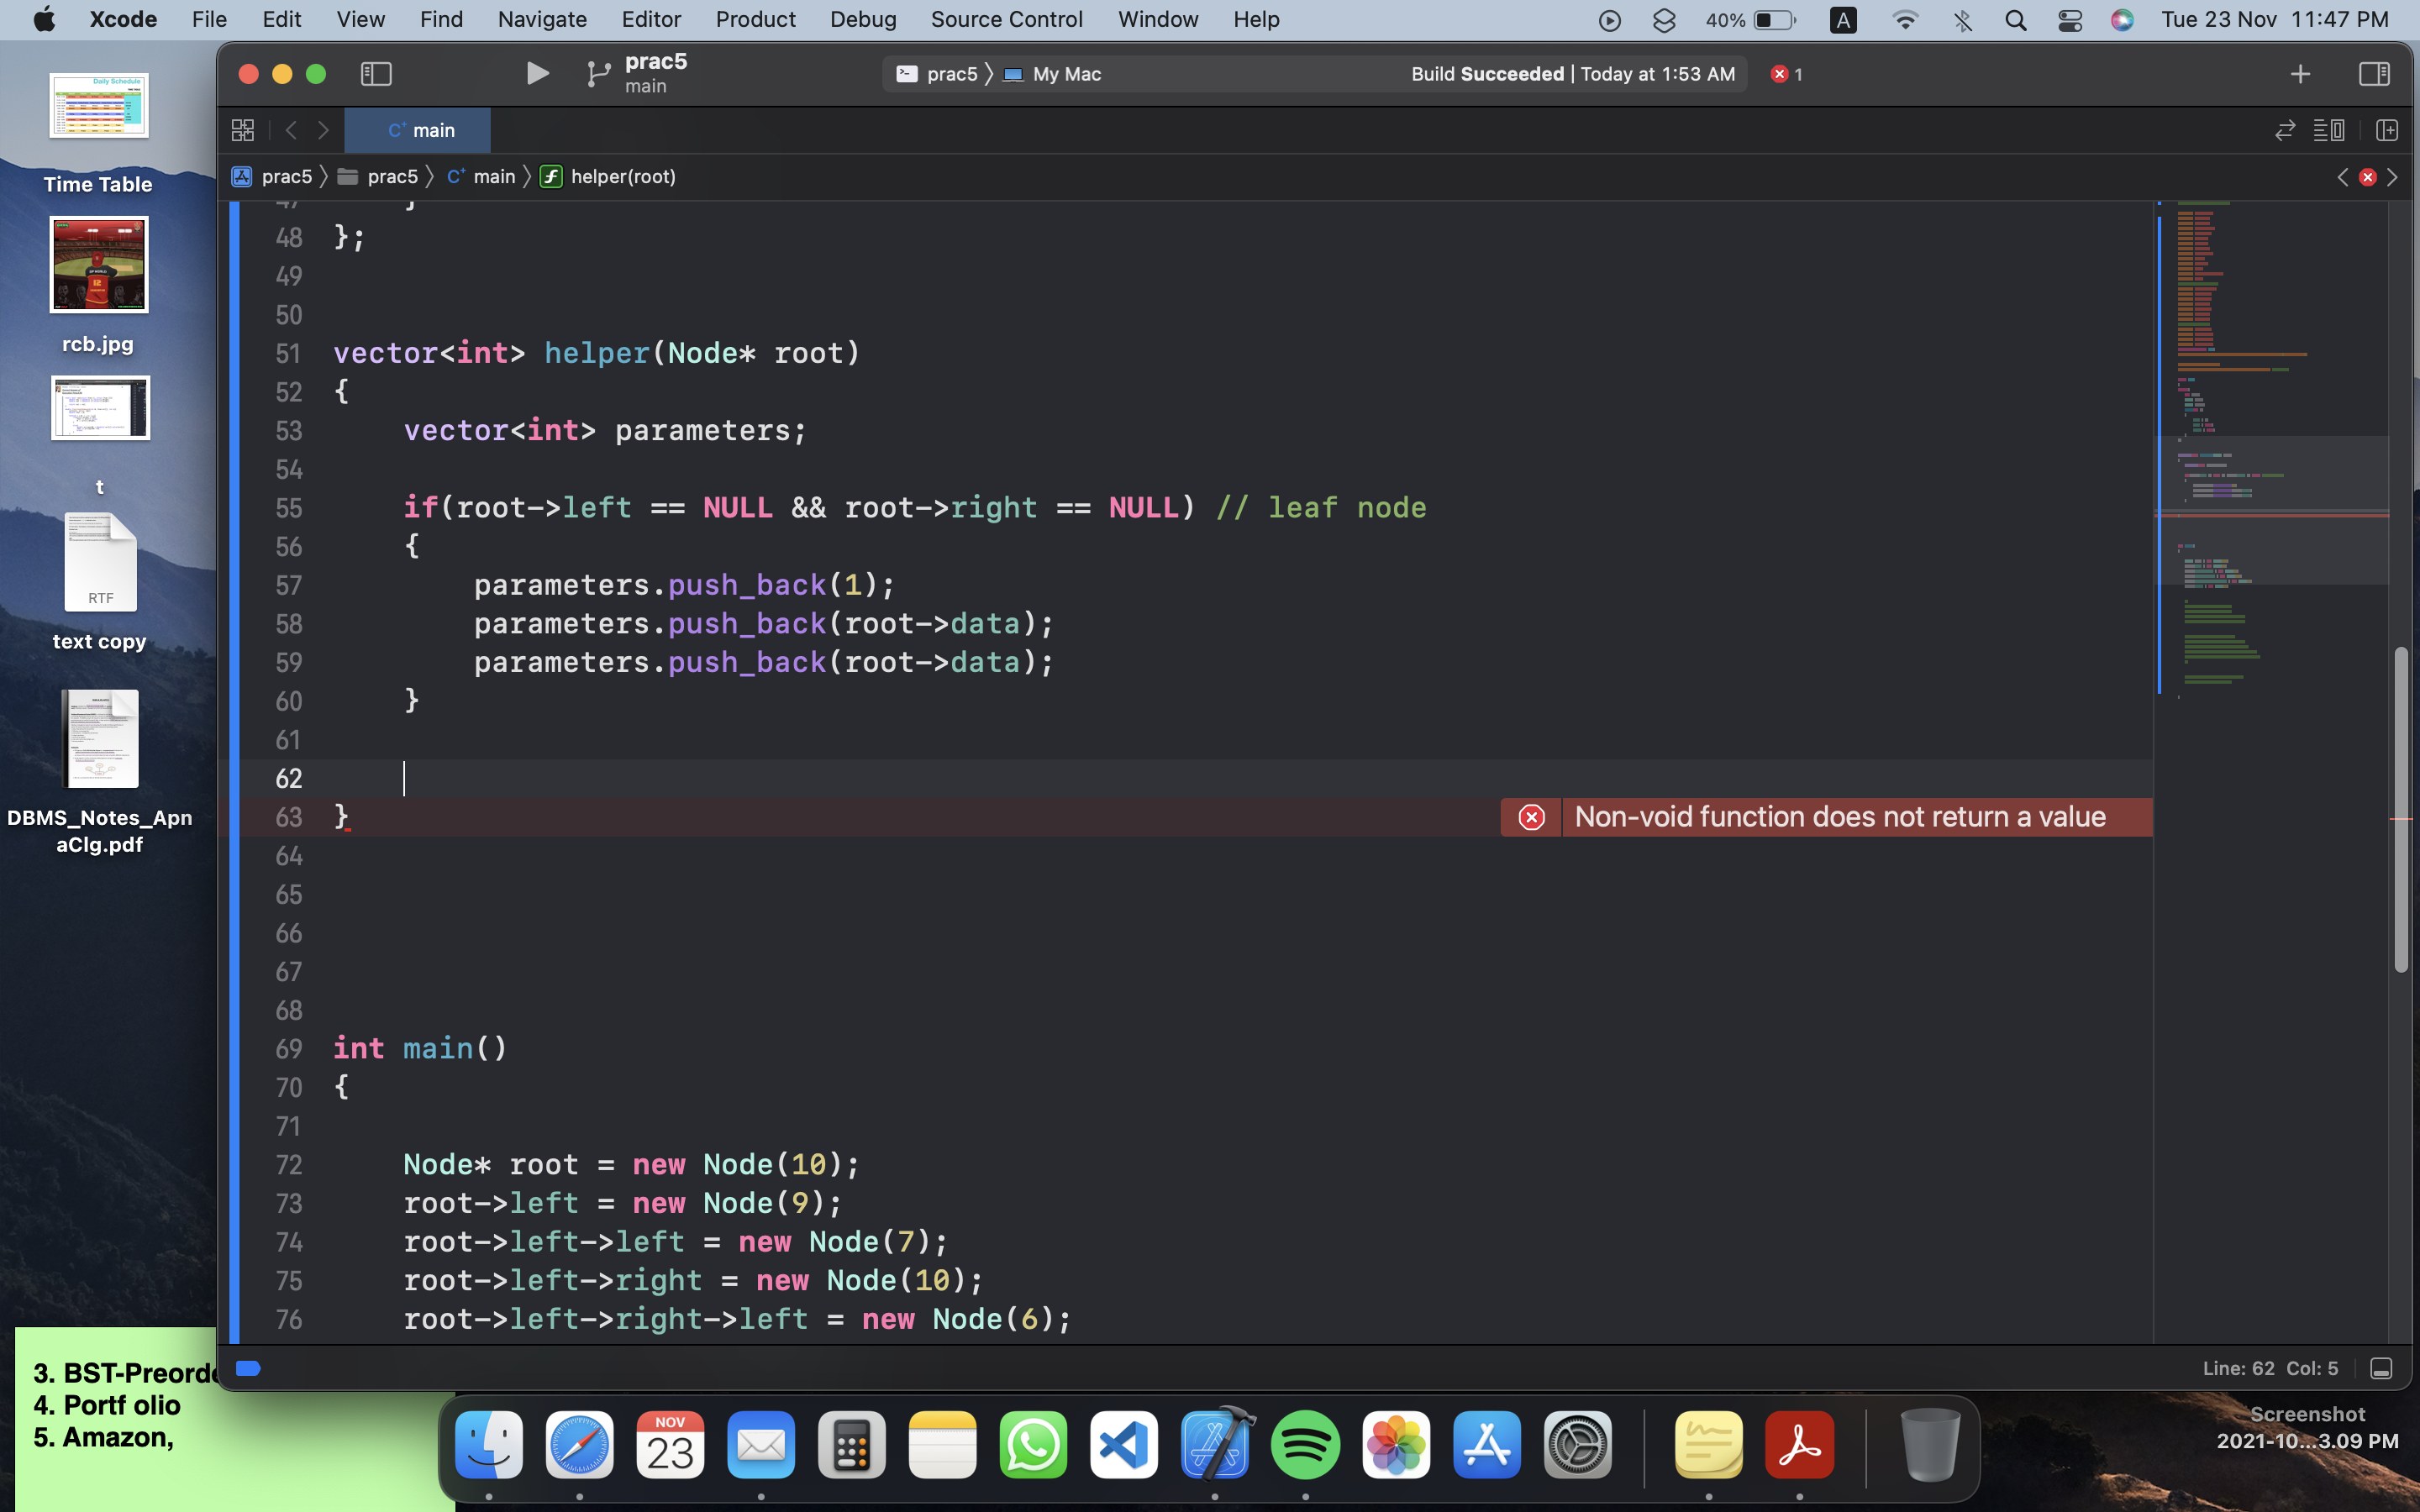 Xcode File Edit View Find Navigate Editor Product Debug Source Control Window Help 40% A Tue 23 Nov 11:47 PM
prac5
main
prac5 〉 My Mac
Build Succeeded | Today at 1:53 AM
1
C+ main
prac5 〉 prac5 〉 C+ main 〉 f helper(root)
47 }
48 };
49
50
51 vector<int> helper(Node* root)
52 {
53 vector<int> parameters;
54
55 if(root->left == NULL && root->right == NULL) // leaf node
56 {
57 parameters.push_back(1);
58 parameters.push_back(root->data);
59 parameters.push_back(root->data);
60 }
61
62
63 } Non-void function does not return a value
64
65
66
67
68
69 int main()
70 {
71
72 Node* root = new Node(10);
73 root->left = new Node(9);
74 root->left->left = new Node(7);
75 root->left->right = new Node(10);
76 root->left->right->left = new Node(6);
Line: 62 Col: 5
Daily Schedule
Time Table
rcb.jpg
t
RTF
text copy
DBMS_Notes_Apn
aClg.pdf
3. BST-Preord
4. Portf olio
5. Amazon,
NOV
23
Screenshot
2021-10...3.09 PM